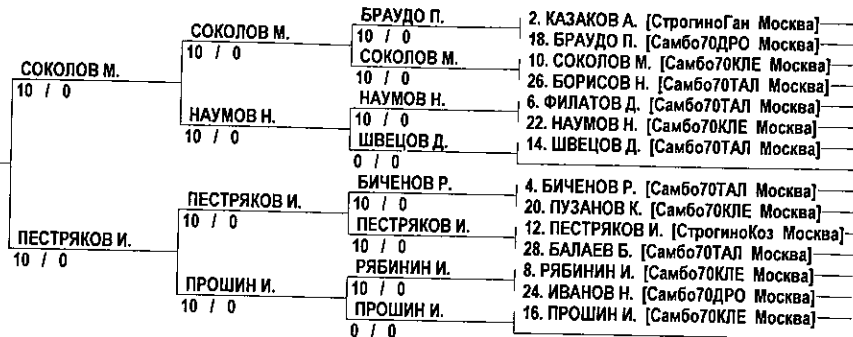 БРАУДО П.
2. КАЗАКОВ А. [СтрогиноГан Москва]
СОКОЛОВ М.
10 / 0
18. БРАУДО П. [Самбо70ДРО Москва]
10 / 0
СОКОЛОВ М.
10. СОКОЛОВ М. [Самбо70КЛЕ Москва]
СОКОЛОВ М.
10 / 0
26. БОРИСОВ Н. [Самбо70ТАЛ Москва]
10 / 0
НАУМОВ Н.
6. ФИЛАТОВ Д. [Самбо70ТАЛ Москва]
НАУМОВ Н.
10 / 0
22. НАУМОВ Н. [Самбо70КЛЕ Москва]
10 / 0
ШВЕЦОВ Д.
14. ШВЕЦОВ Д. [Самбо70ТАЛ Москва]
0 / 0
БИЧЕНОВ Р.
4. БИЧЕНОВ Р. [Самбо70ТАЛ Москва]
ПЕСТРЯКОВ И.
10 / 0
20. ПУЗАНОВ К. [Самбо70КЛЕ Москва]
10 / 0
ПЕСТРЯКОВ И.
12. ПЕСТРЯКОВ И. [СтрогиноКоз Москва]
ПЕСТРЯКОВ И.
10 / 0
28. БАЛАЕВ Б. [Самбо70ТАЛ Москва]
10 / 0
РЯБИНИН И.
8. РЯБИНИН И. [Самбо70КЛЕ Москва]
ПРОШИН И.
10 / 0
24. ИВАНОВ Н. [Самбо70ДРО Москва]
10 / 0
ПРОШИН И.
16. ПРОШИН И. [Самбо70КЛЕ Москва]
0 / 0